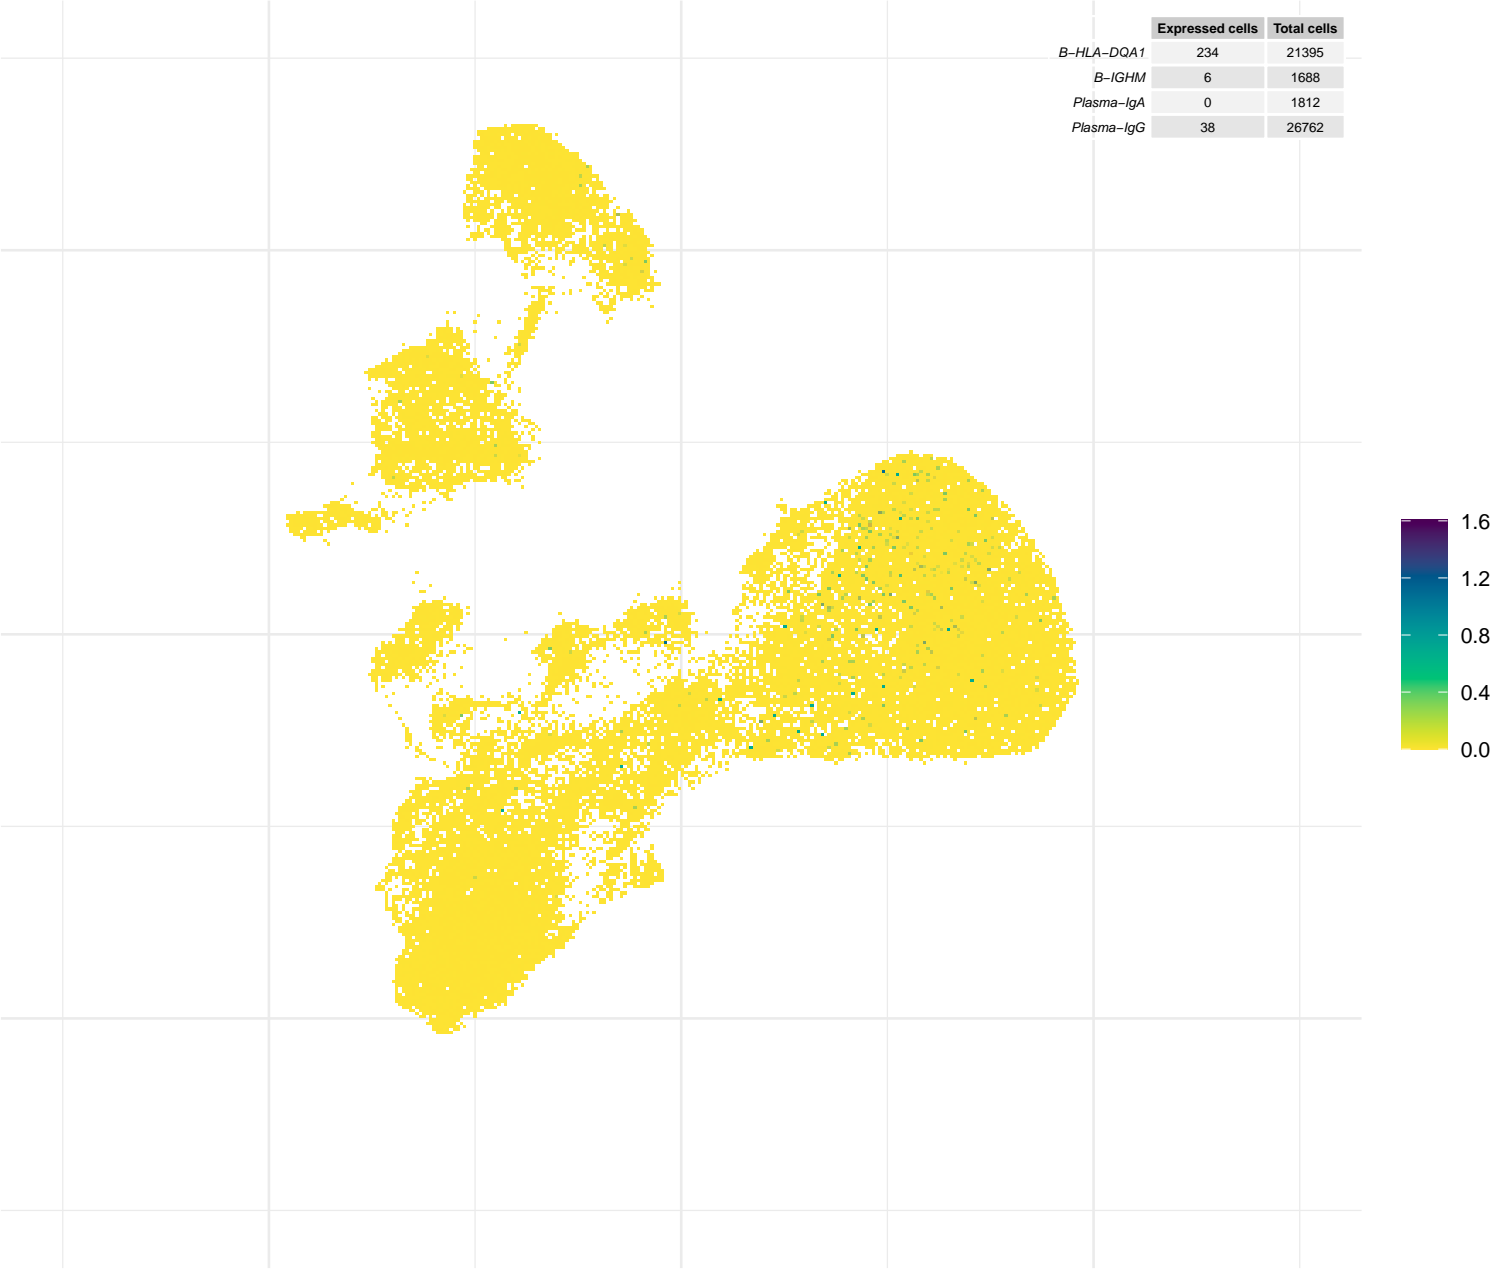 Expressed cells Total cells
B−HLA−DQA1 234 21395
B−IGHM 6 1688
Plasma−IgA 0 1812
Plasma−IgG 38 26762
1.6
1.2
0.8
0.4
0.0